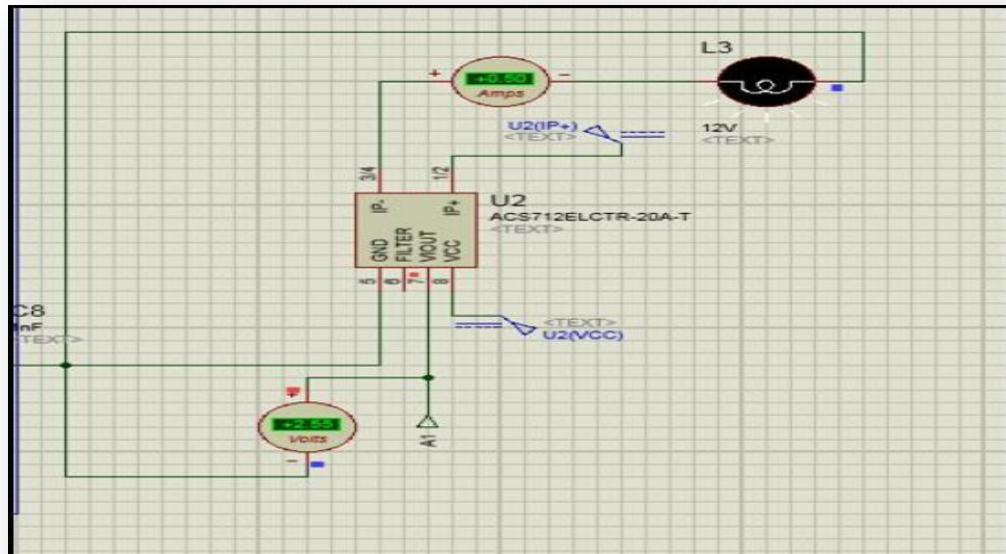 L3
+0.50
Amps
12V
<TEXT>
U2(IP+)
<TEXT>
3/4
1/2
IP-
IP+
U2
ACS712ELCTR-20A-T
<TEXT>
GND
FILTER
VIOUT
VCC
5
6
7
8
C8
1nF
<TEXT>
<TEXT>
U2(VCC)
+2.55
Volts
A1